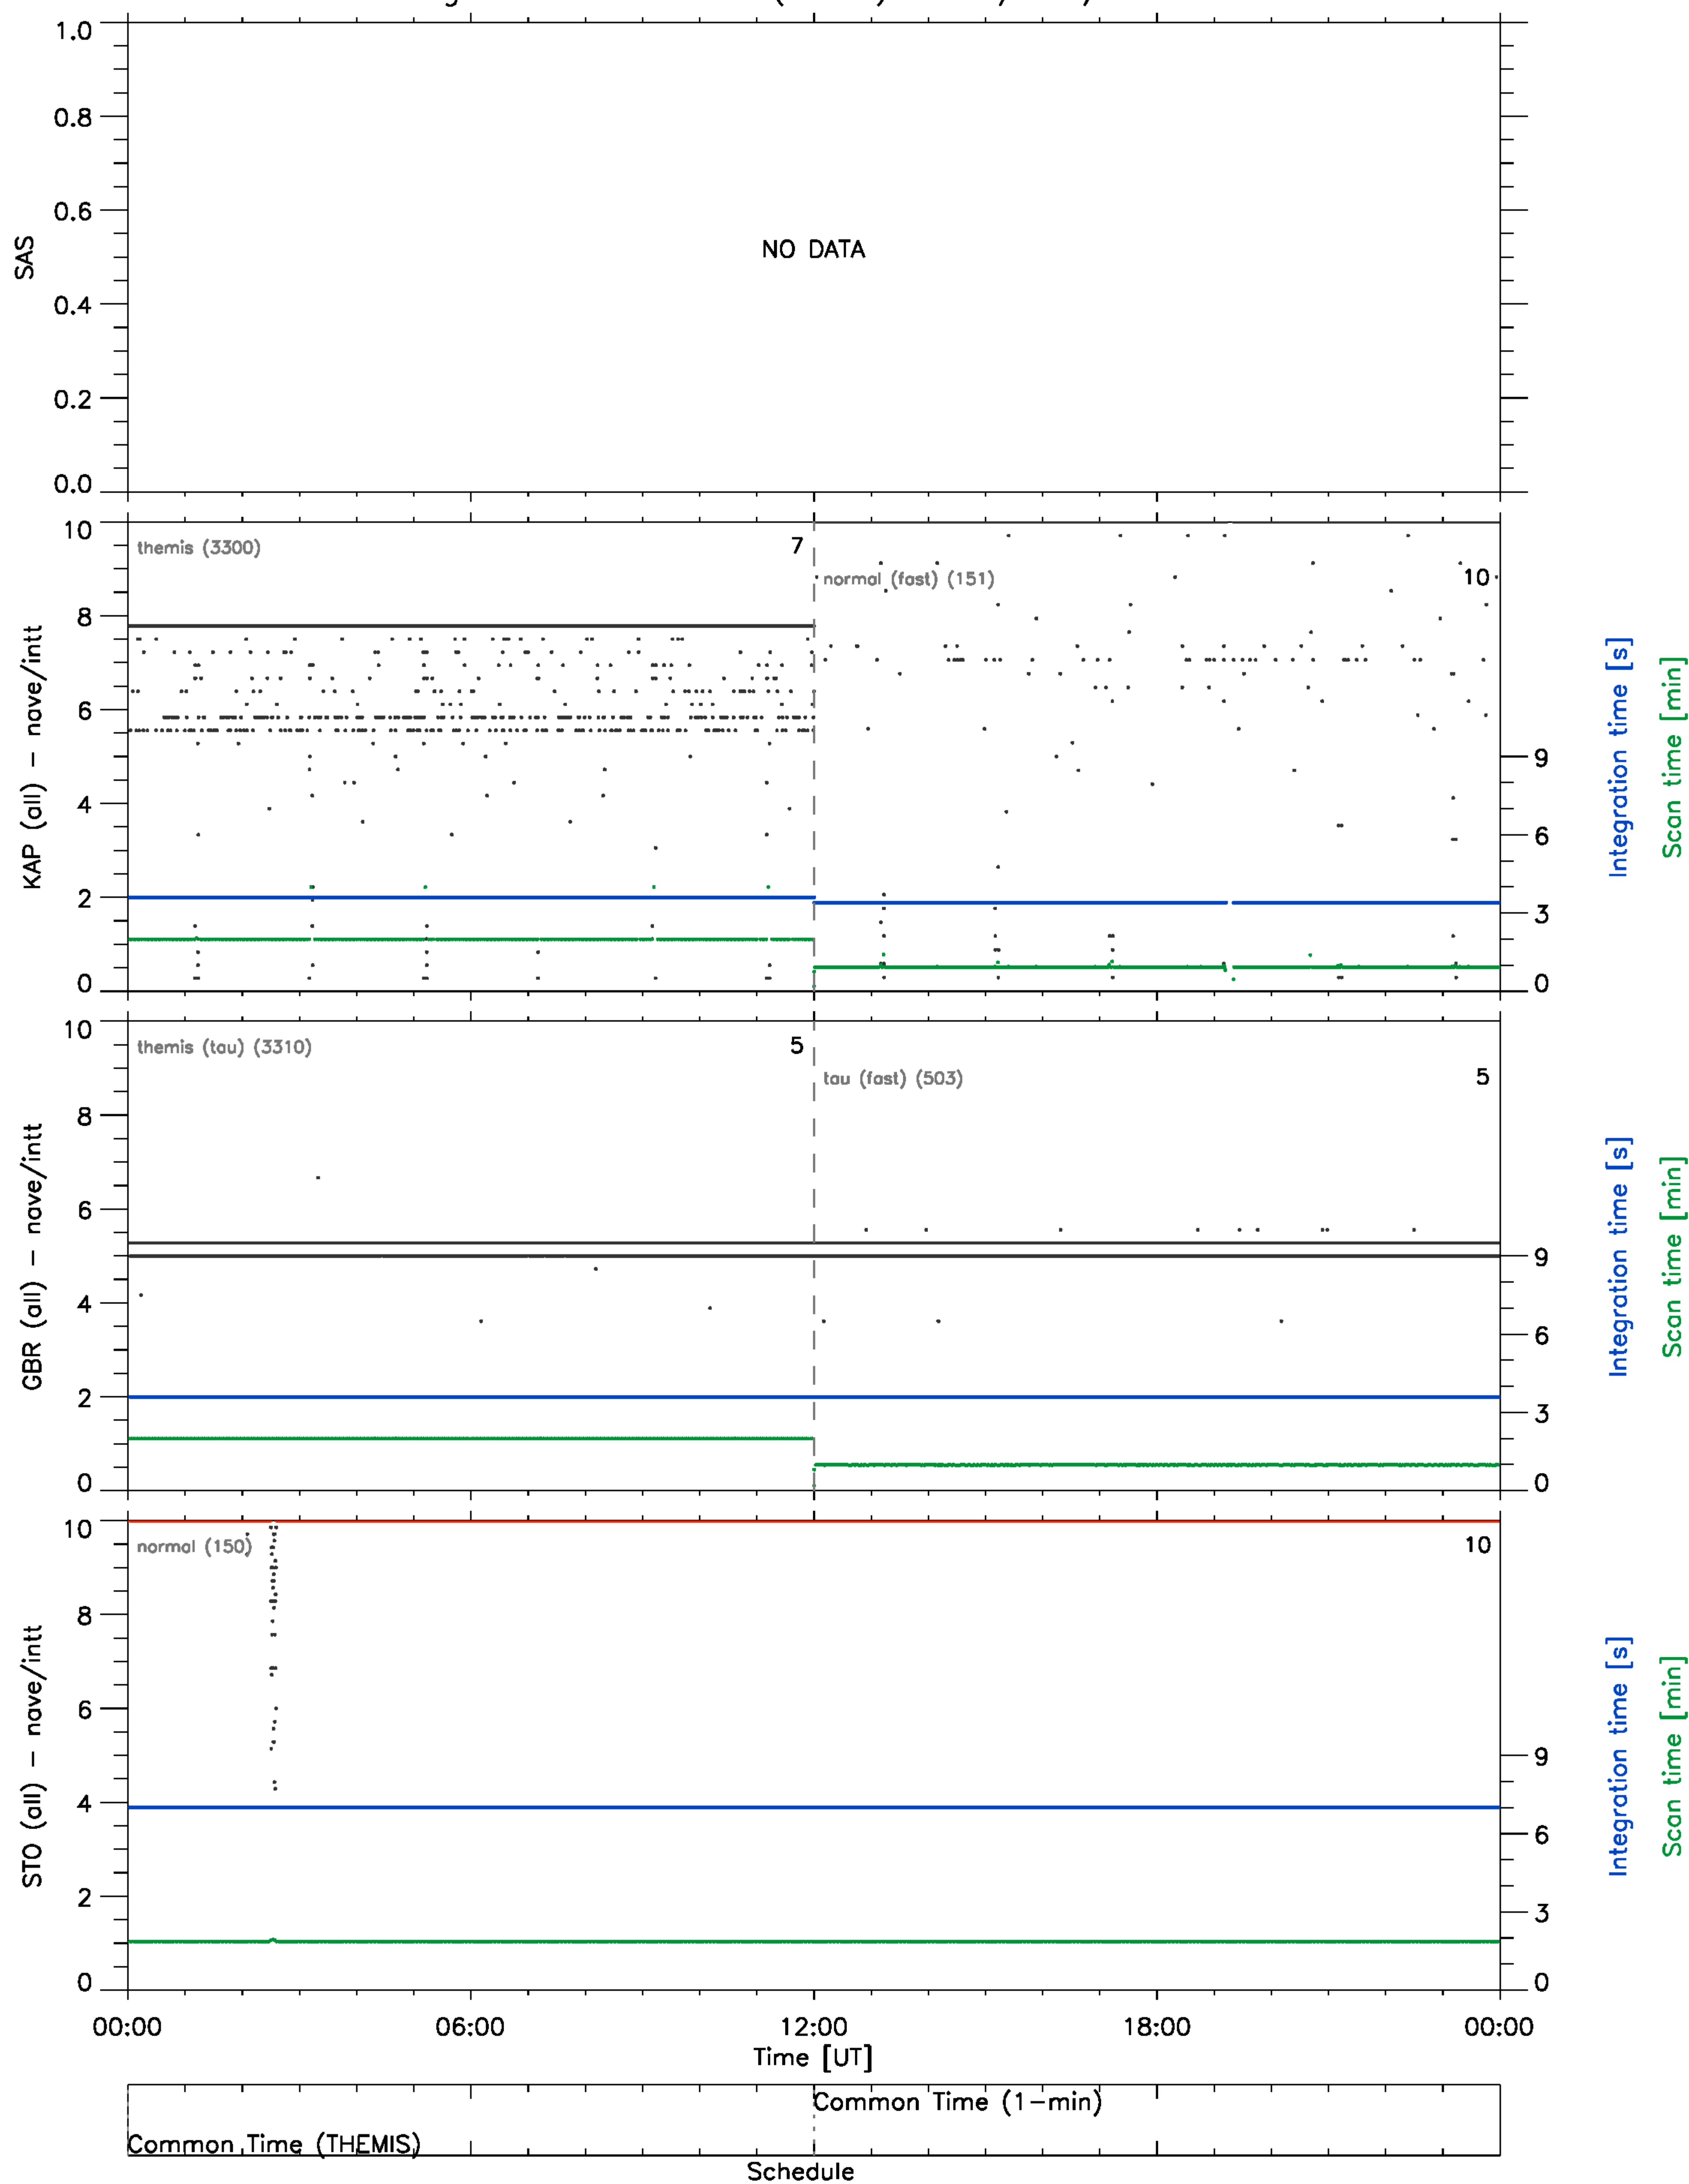 1.0
0.8
0.6
0.4
0.2
0.0
SAS
NO DATA
10
8
6
4
2
0
KAP (all) – nave/intt
themis (3300)
7
normal (fast) (151)
10
9
6
3
0
Integration time [s]
Scan time [min]
10
8
6
4
2
0
GBR (all) – nave/intt
themis (tau) (3310)
5
tau (fast) (503)
5
9
6
3
0
Integration time [s]
Scan time [min]
10
8
6
4
2
0
STO (all) – nave/intt
normal (150)
10
9
6
3
0
Integration time [s]
Scan time [min]
00:00 06:00 12:00 18:00 00:00
Time [UT]
Common Time (1-min)
Common Time (THEMIS)
Schedule